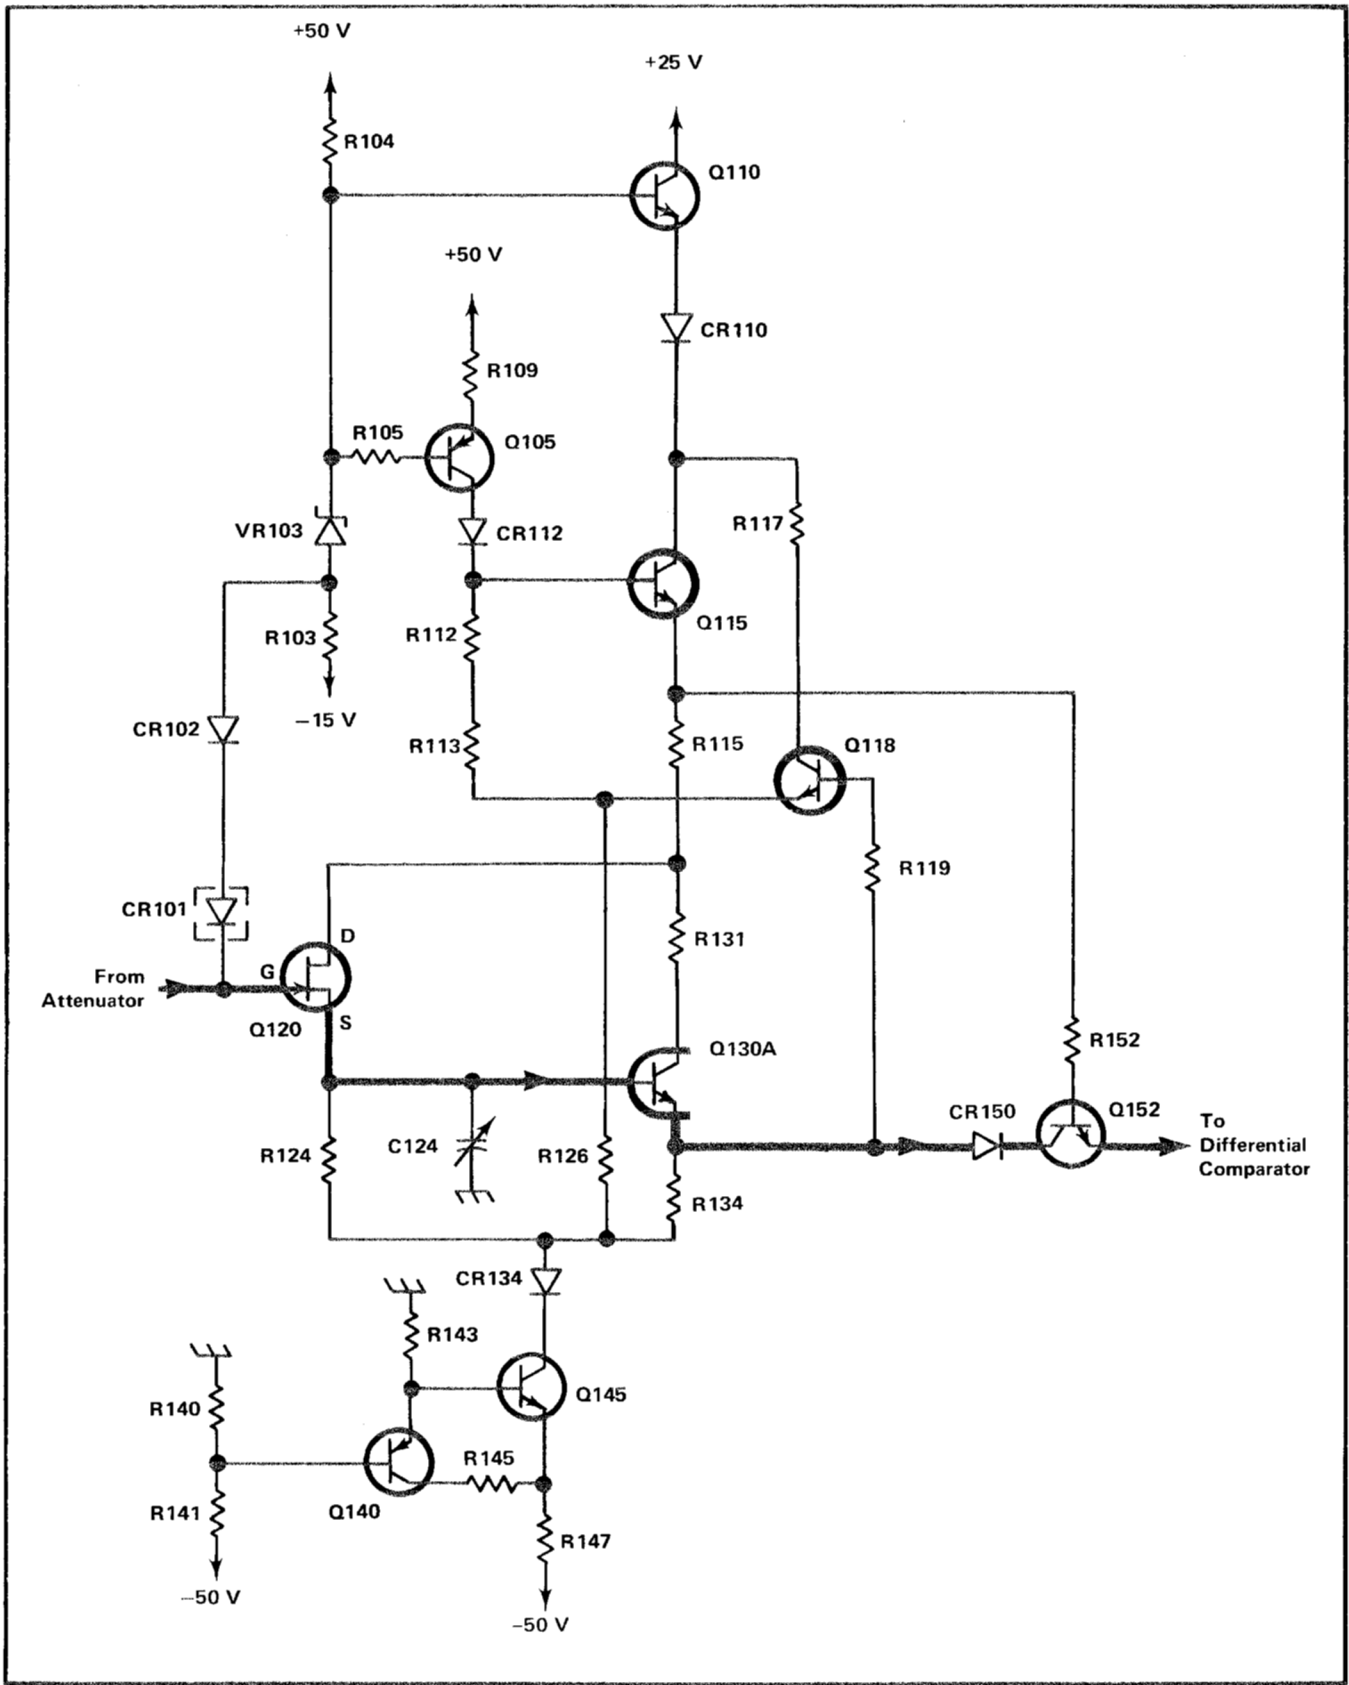 +50 V
+25 V
R104
Q110
+50 V
CR110
R109
R105
Q105
VR103
CR112
R117
R103
R112
Q115
−15 V
CR102
R113
R115
Q118
R119
CR101
D
R131
From
Attenuator
G
Q120
S
Q130A
R152
CR150
Q152
To
Differential
Comparator
R124
C124
R126
R134
CR134
R143
R140
Q145
R145
R141
Q140
R147
−50 V
−50 V